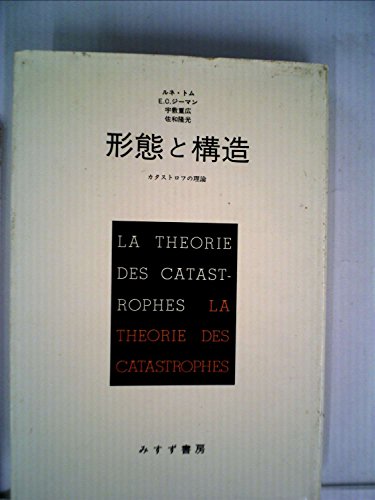 ルネ・トム
E.C.ジーマン
宇敷重広
佐和隆光
形態と構造
カタストロフの理論
LA THEORIE
DES CATAST-
ROPHES LA
THEORIE DES
CATASTROPHES
みすず書房